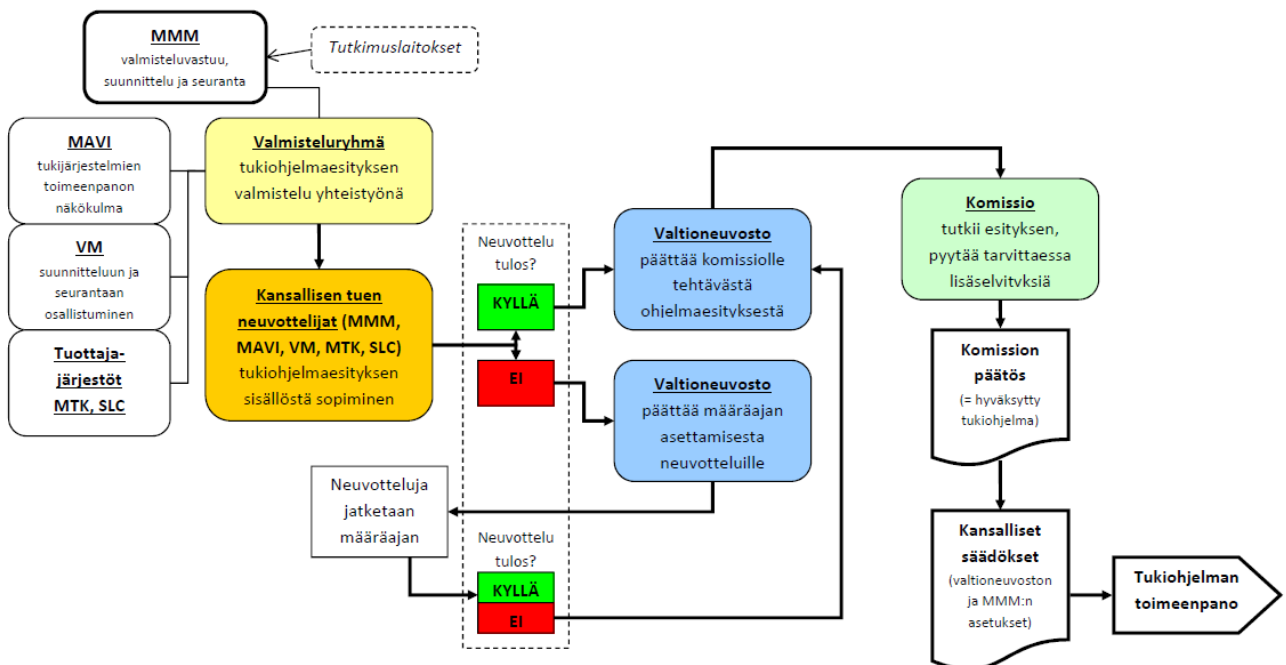 MMM
valmisteluvastuu,
suunnittelu ja seuranta
Tutkimuslaitokset
MAVI
tukijärjestelmien
toimeenpanon
näkökulma
VM
suunnitteluun ja
seurantaan
osallistuminen
Tuottaja-
järjestöt
MTK, SLC
Valmisteluryhmä
tukiohjelmaesityksen
valmistelu yhteistyönä
Kansallisen tuen
neuvottelijat (MMM,
MAVI, VM, MTK, SLC)
tukiohjelmaesityksen
sisällöstä sopiminen
Neuvottelu
tulos?
KYLLÄ
EI
Valtioneuvosto
päättää komissiolle
tehtävästä
ohjelmaesityksestä
Valtioneuvosto
päättää määräajan
asettamisesta
neuvotteluille
Neuvotteluja
jatketaan
määräajan
Neuvottelu
tulos?
KYLLÄ
EI
Komissio
tutkii esityksen,
pyytää tarvittaessa
lisäselvityksiä
Komission
päätös
(= hyväksytty
tukiohjelma)
Kansalliset
säädökset
(valtioneuvoston
ja MMM:n
asetukset)
Tukiohjelman
toimeenpano